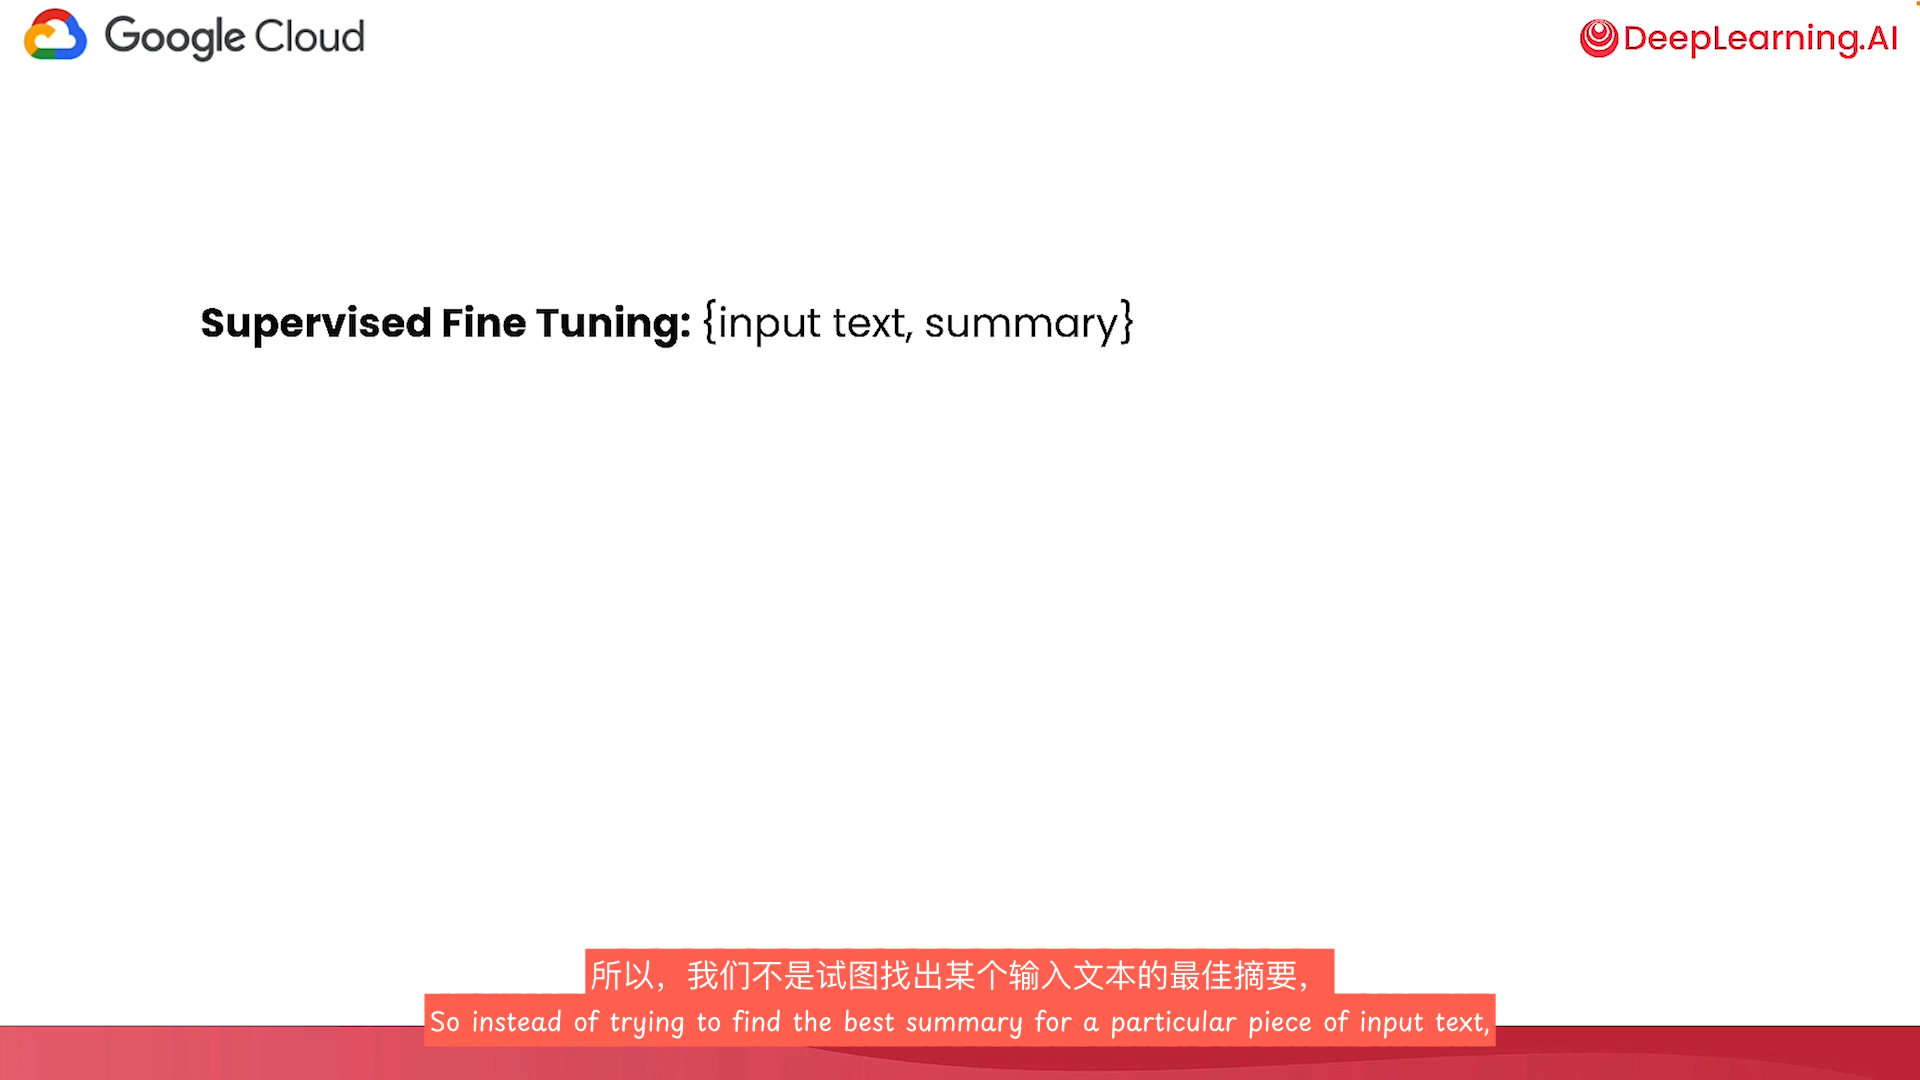 Google Cloud
DeepLearning.AI
Supervised Fine Tuning: {input text, summary}
所以，我们不是试图找出某个输入文本的最佳摘要，
So instead of trying to find the best summary for a particular piece of input text,